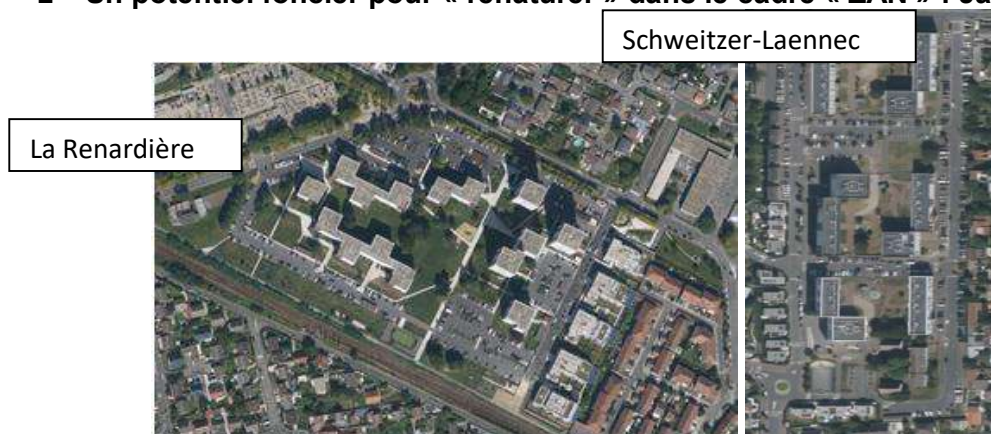 Un potentiel foncier pour « renaturer » dans le cadre « ZAN » :
Schweitzer-Laennec
La Renardière